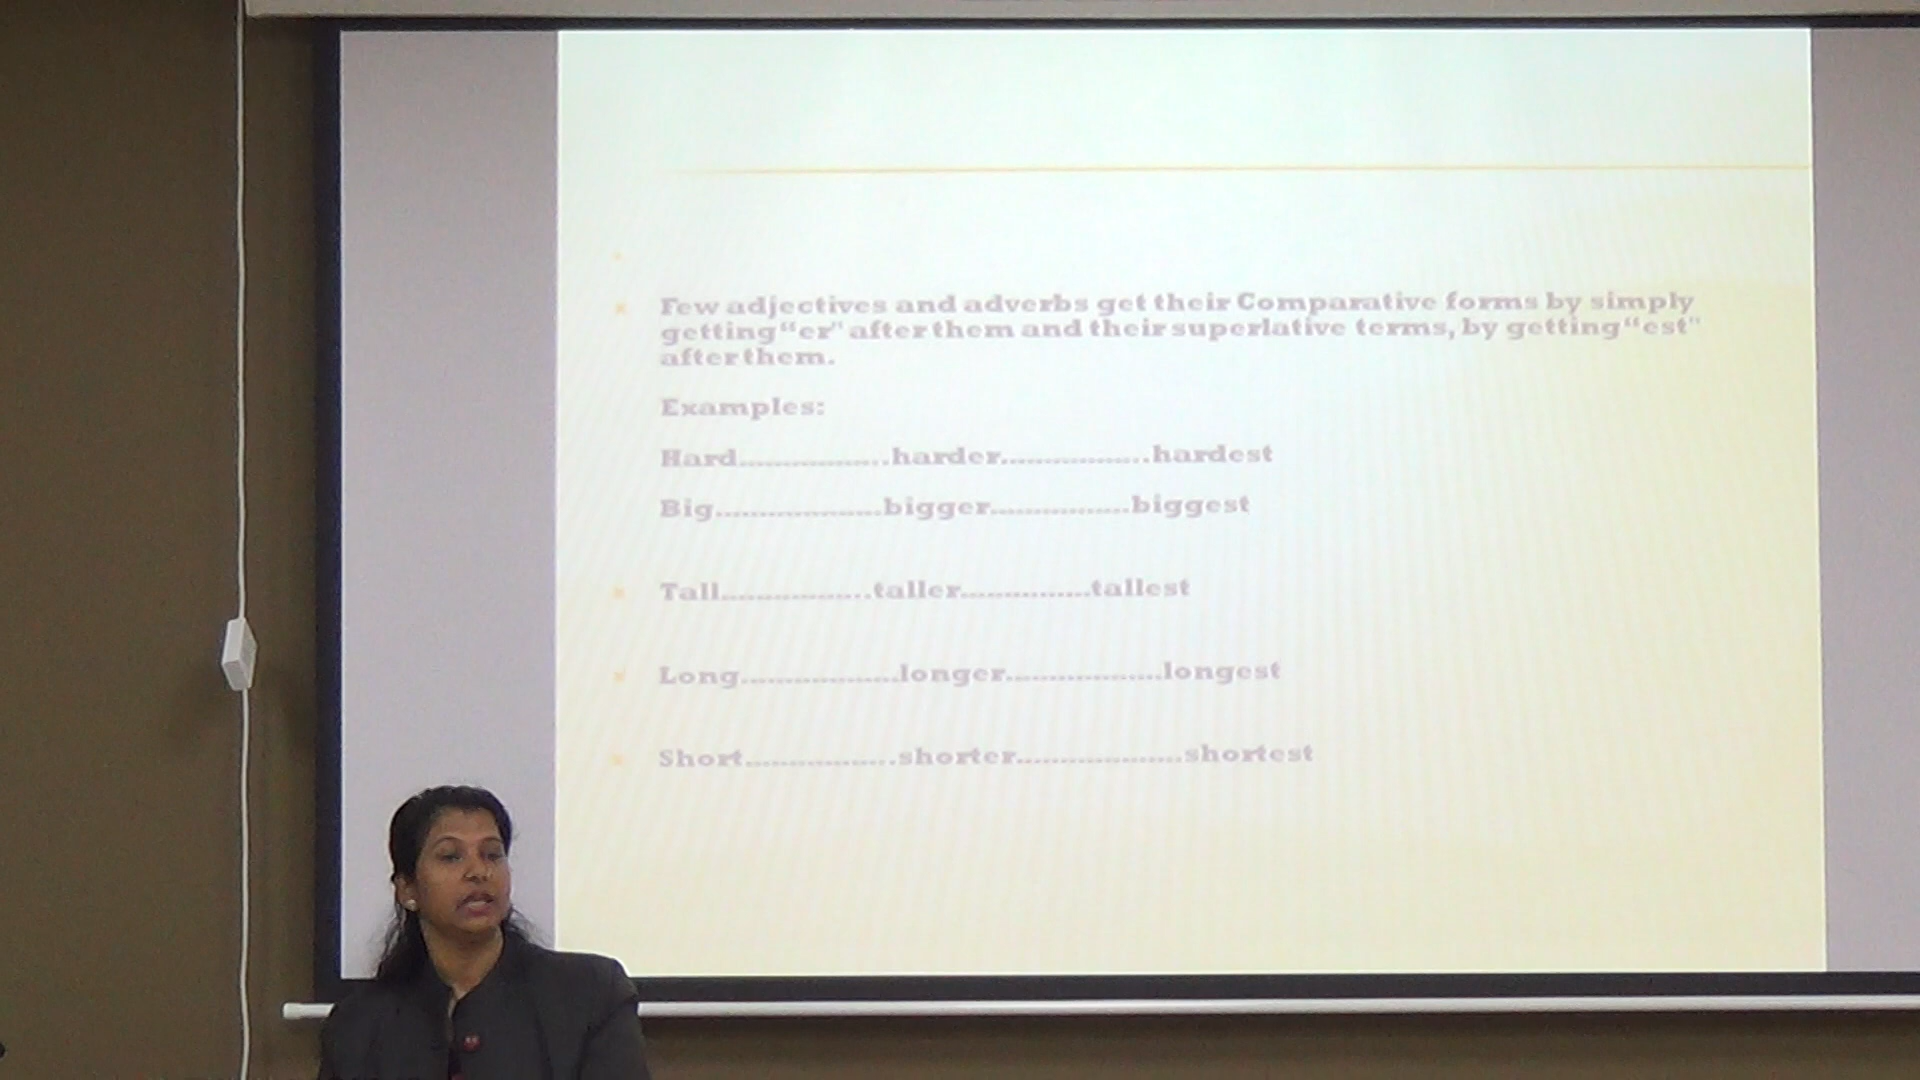 Few adjectives and adverbs get their Comparative forms by simply
getting “er" after them and their superlative terms, by getting “est"
after them.
Examples:
Hard.................harder.................hardest
Big...................bigger................biggest
Tall.................taller...............tallest
Long..................longer..................longest
Short.................shorter...................shortest